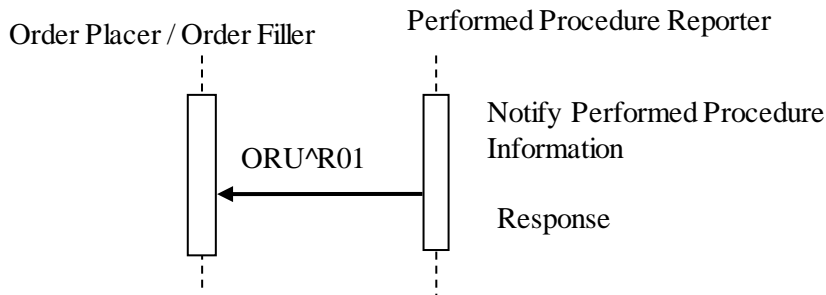 Order Placer / Order Filler
Performed Procedure Reporter
Notify Performed Procedure
Information
ORU^R01
Response